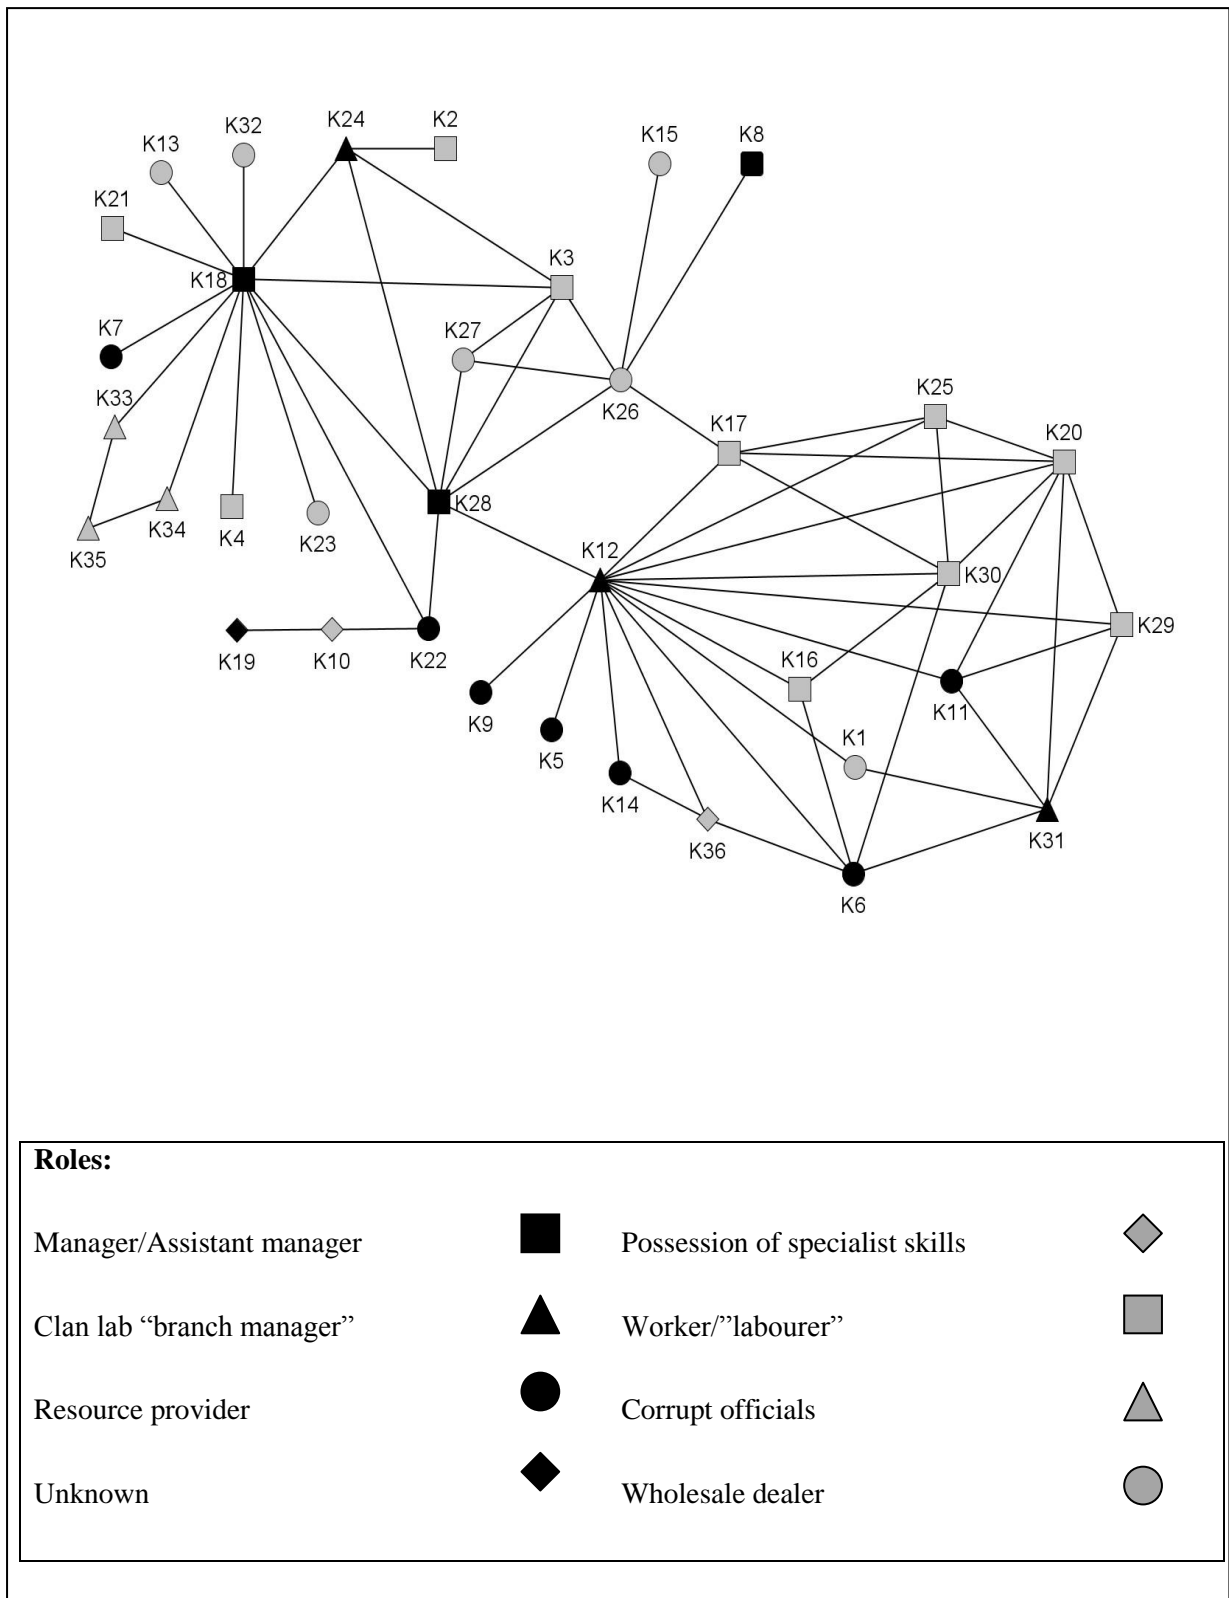 K24
K2
K32
K15
K8
K13
K21
K3
K18
K7
K27
K25
K33
K26
K17
K20
K28
K34
K4
K23
K35
K12
K30
K29
K19
K10
K22
K16
K9
K11
K5
K1
K14
K36
K31
K6
Roles:
Manager/Assistant manager
Possession of specialist skills
Clan lab “branch manager”
Worker/”labourer”
Resource provider
Corrupt officials
Unknown
Wholesale dealer